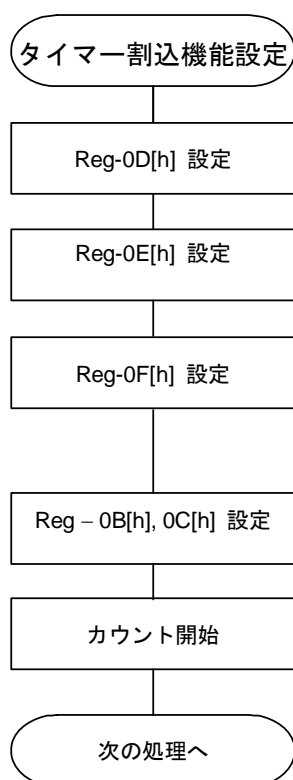 タイマー割込機能設定
Reg-0D[h] 設定
Reg-0E[h] 設定
Reg-0F[h] 設定
Reg – 0B[h], 0C[h] 設定
カウント開始
次の処理へ